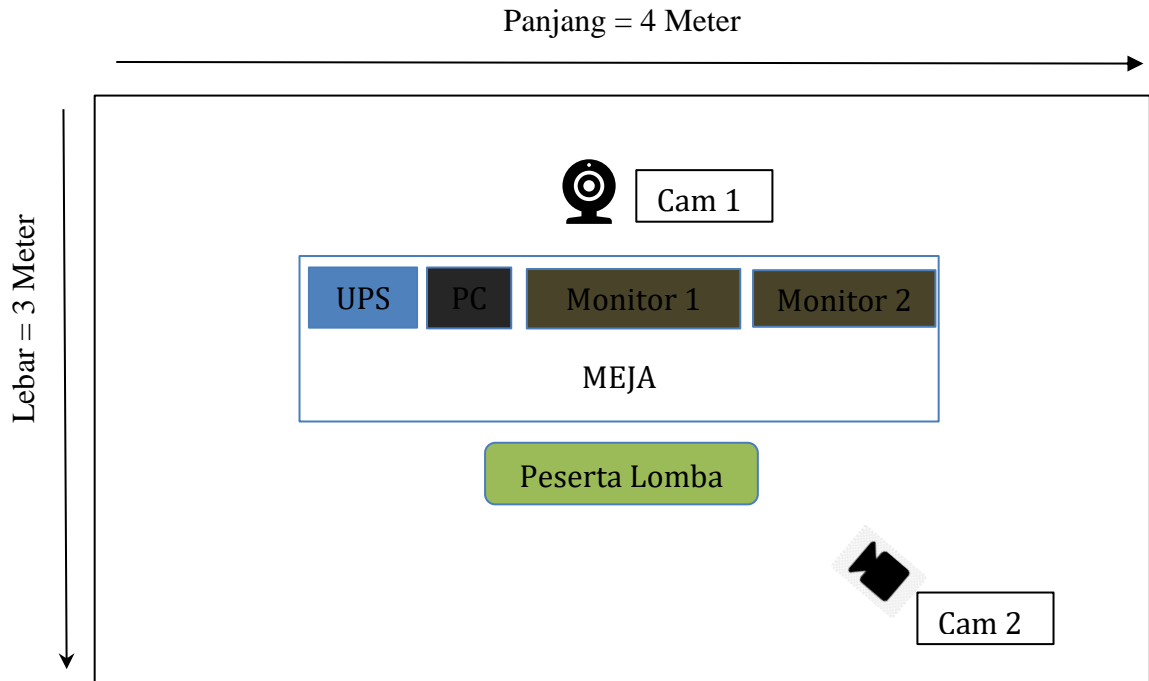 Panjang = 4 Meter
Lebar = 3 Meter
Cam 1
UPS
PC
Monitor 1
Monitor 2
MEJA
Peserta Lomba
Cam 2